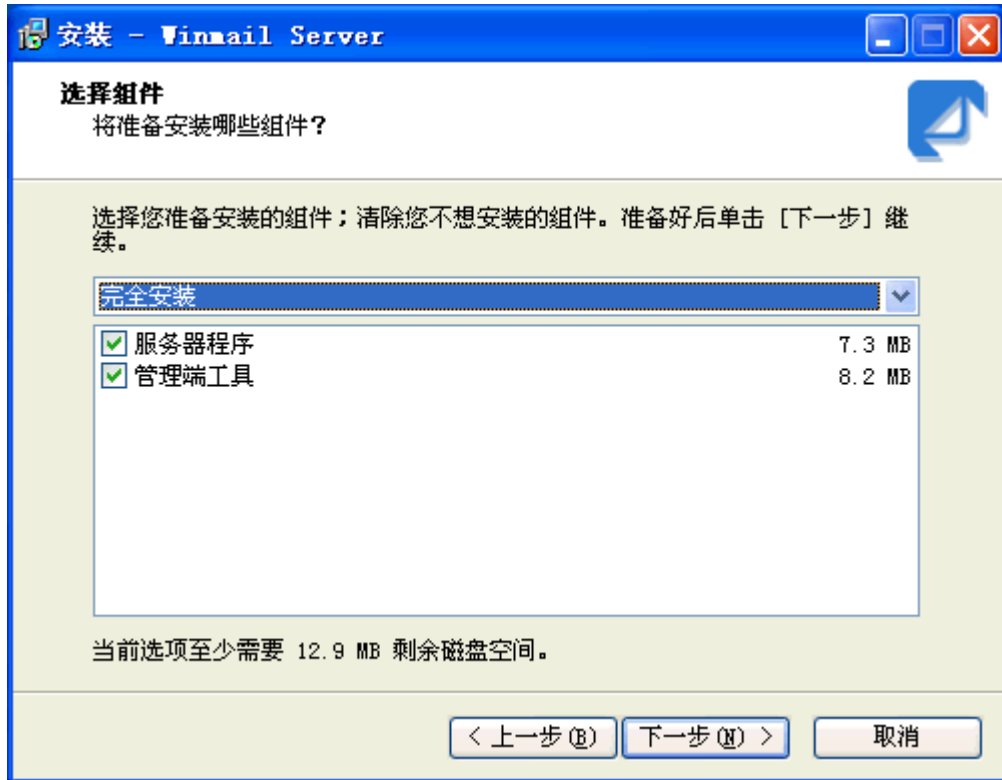 安装 - Winmail Server
选择组件
将准备安装哪些组件？
选择您准备安装的组件；清除您不想安装的组件。准备好后单击 [下一步] 继
续。
完全安装
服务器程序 7.3 MB
管理端工具 8.2 MB
当前选项至少需要 12.9 MB 剩余磁盘空间。
< 上一步(B) 下一步(N) > 取消